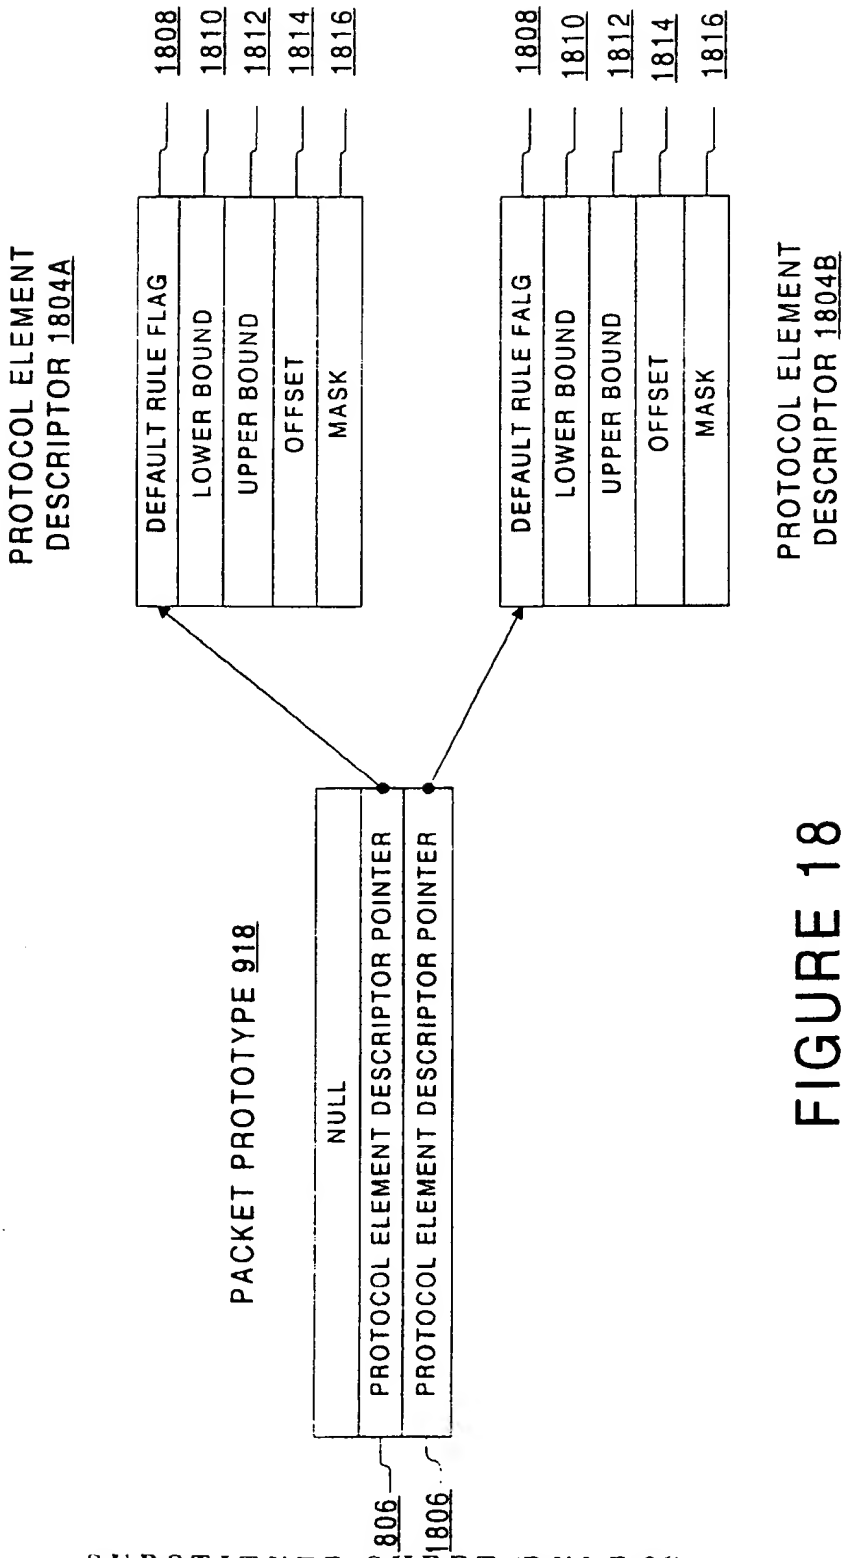 PROTOCOL ELEMENT
DESCRIPTOR 1804A
DEFAULT RULE FLAG 1808
LOWER BOUND 1810
UPPER BOUND 1812
OFFSET 1814
MASK 1816
PACKET PROTOTYPE 918
NULL
806 PROTOCOL ELEMENT DESCRIPTOR POINTER
1806 PROTOCOL ELEMENT DESCRIPTOR POINTER
DEFAULT RULE FALG 1808
LOWER BOUND 1810
UPPER BOUND 1812
OFFSET 1814
MASK 1816
PROTOCOL ELEMENT
DESCRIPTOR 1804B
FIGURE 18